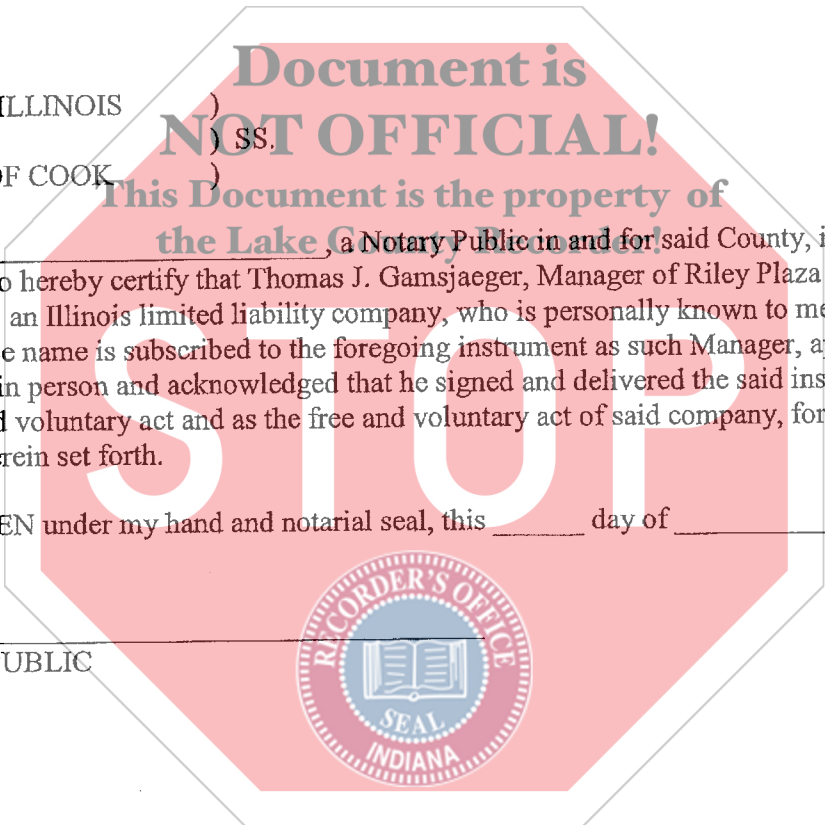 Document is
ILLINOIS )
NOT OFFICIAL!
) SS.
OF COOK )
This Document is the property of
the Lake County Recorder!
, a Notary Public in and for said County, i
o hereby certify that Thomas J. Gamsjaeger, Manager of Riley Plaza
an Illinois limited liability company, who is personally known to me
e name is subscribed to the foregoing instrument as such Manager, a
in person and acknowledged that he signed and delivered the said ins
d voluntary act and as the free and voluntary act of said company, for
rein set forth.
STOP
EN under my hand and notarial seal, this ______ day of
RECORDER'S OFFICE
UBLIC
SEAL
INDIANA